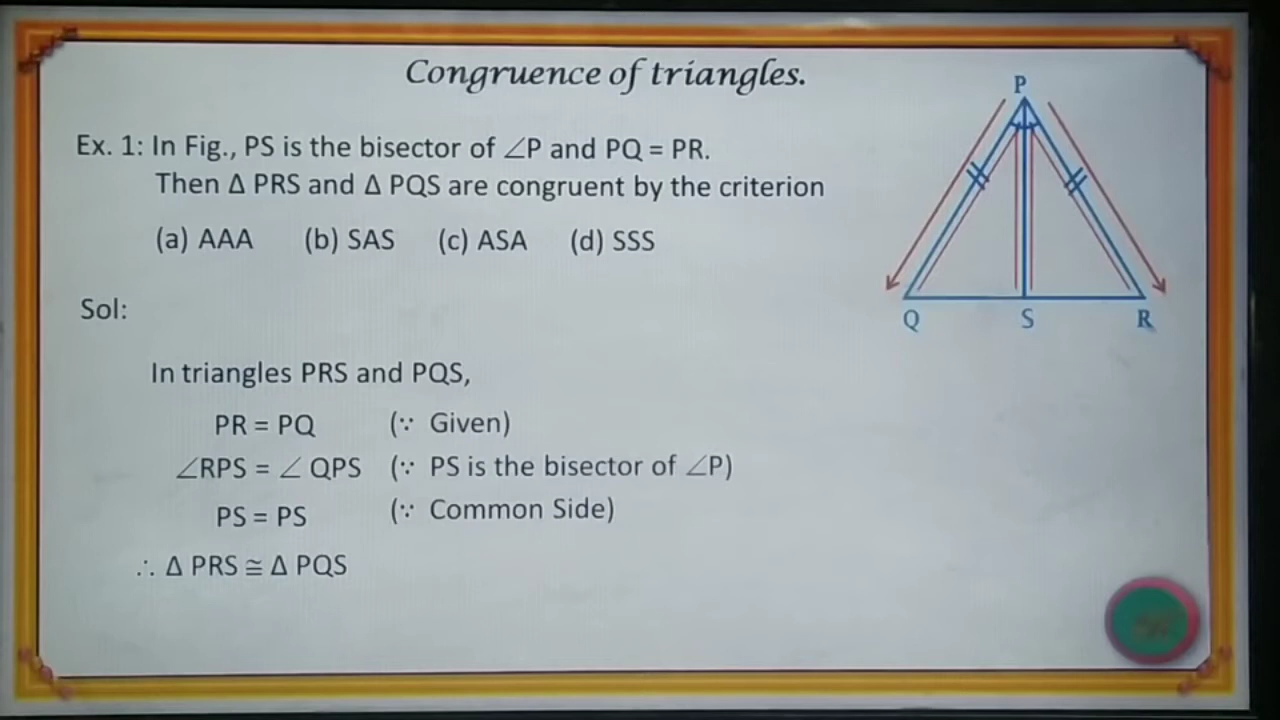 Congruence of triangles.
Ex. 1: In Fig., PS is the bisector of ∠P and PQ = PR.
Then Δ PRS and Δ PQS are congruent by the criterion
(a) AAA (b) SAS (c) ASA (d) SSS
P
Q S R
Sol:
In triangles PRS and PQS,
PR = PQ (∵ Given)
∠RPS = ∠ QPS (∵ PS is the bisector of ∠P)
PS = PS (∵ Common Side)
∴ Δ PRS ≅ Δ PQS